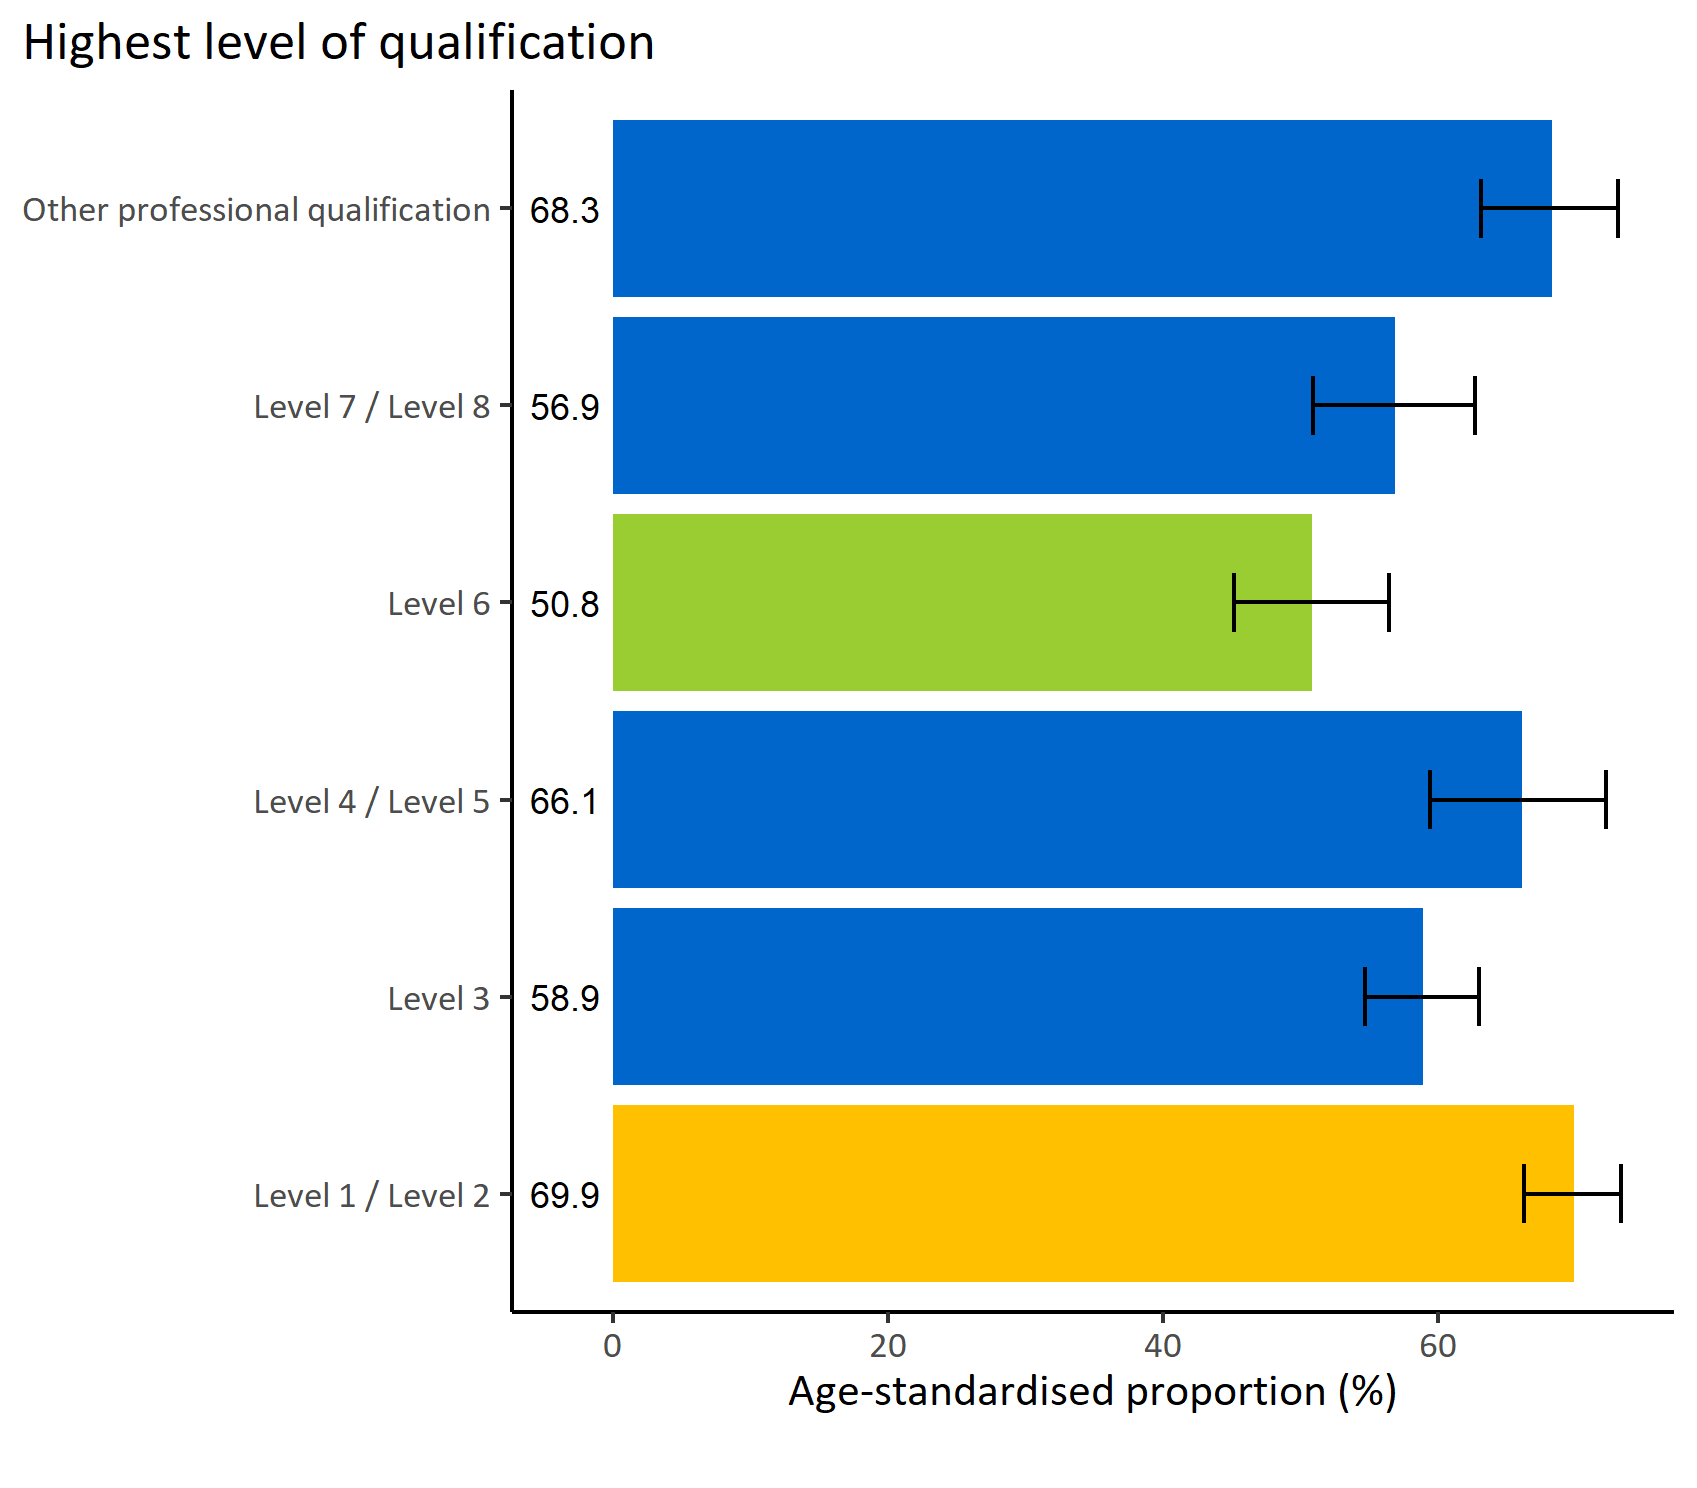 Highest level of qualification
Other professional qualification 68.3
Level 7 / Level 8 56.9
Level 6 50.8
Level 4 / Level 5 66.1
Level 3 58.9
Level 1 / Level 2 69.9
0 20 40 60
Age-standardised proportion (%)